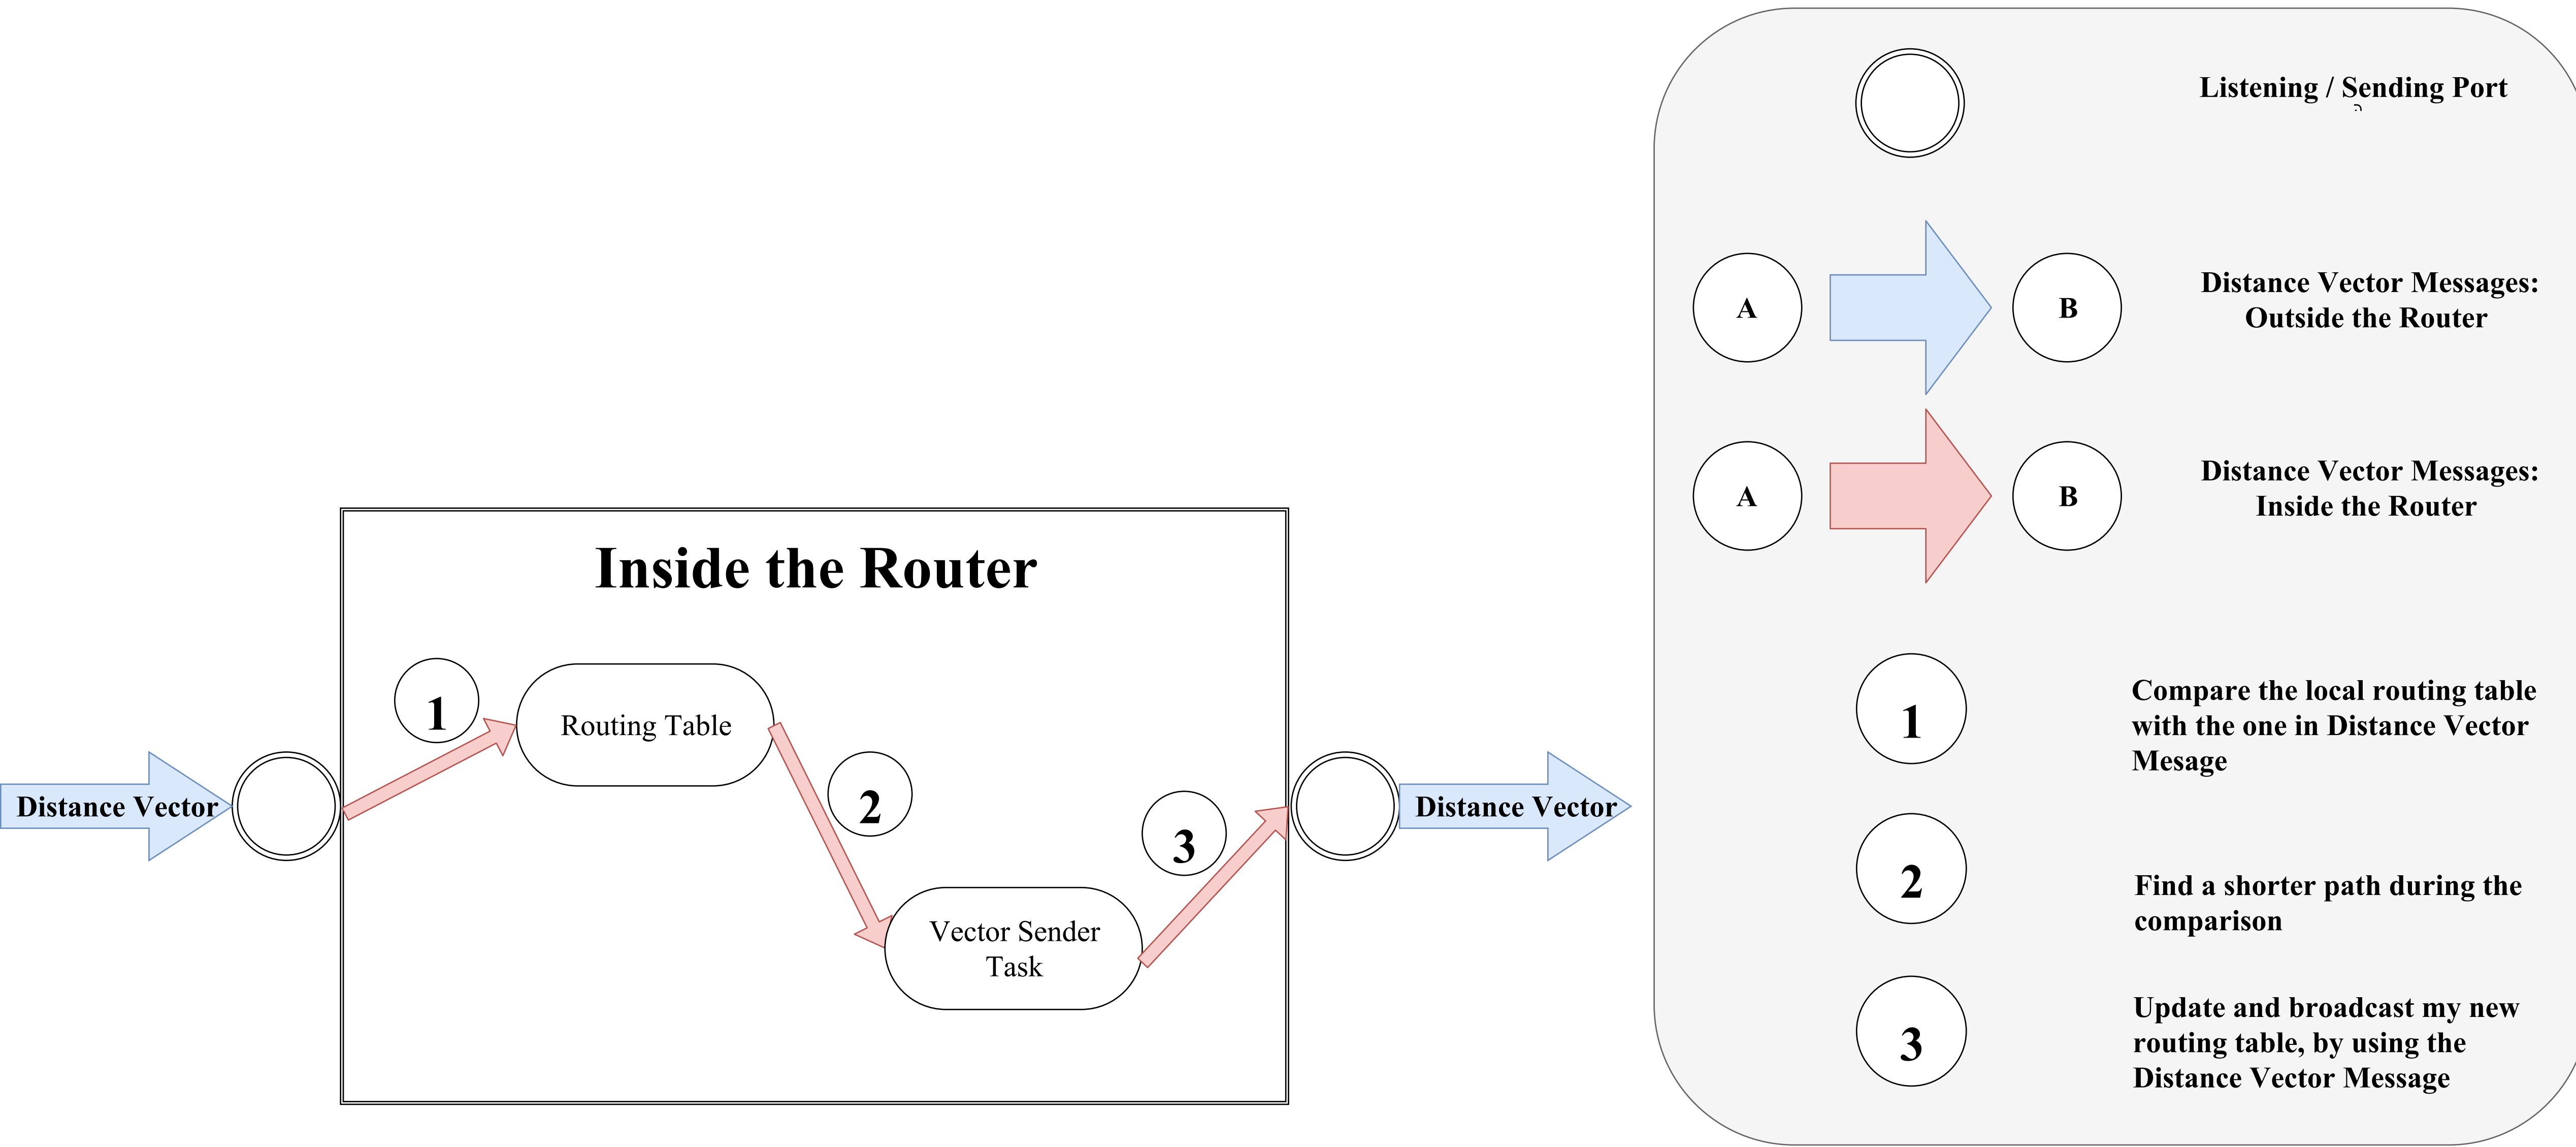 Inside the Router
1
Routing Table
2
3
Distance Vector
Distance Vector
Vector Sender
Task
Listening / Sending Port
A
B
Distance Vector Messages:
Outside the Router
A
B
Distance Vector Messages:
Inside the Router
1
Compare the local routing table
with the one in Distance Vector
Mesage
2
Find a shorter path during the
comparison
3
Update and broadcast my new
routing table, by using the
Distance Vector Message